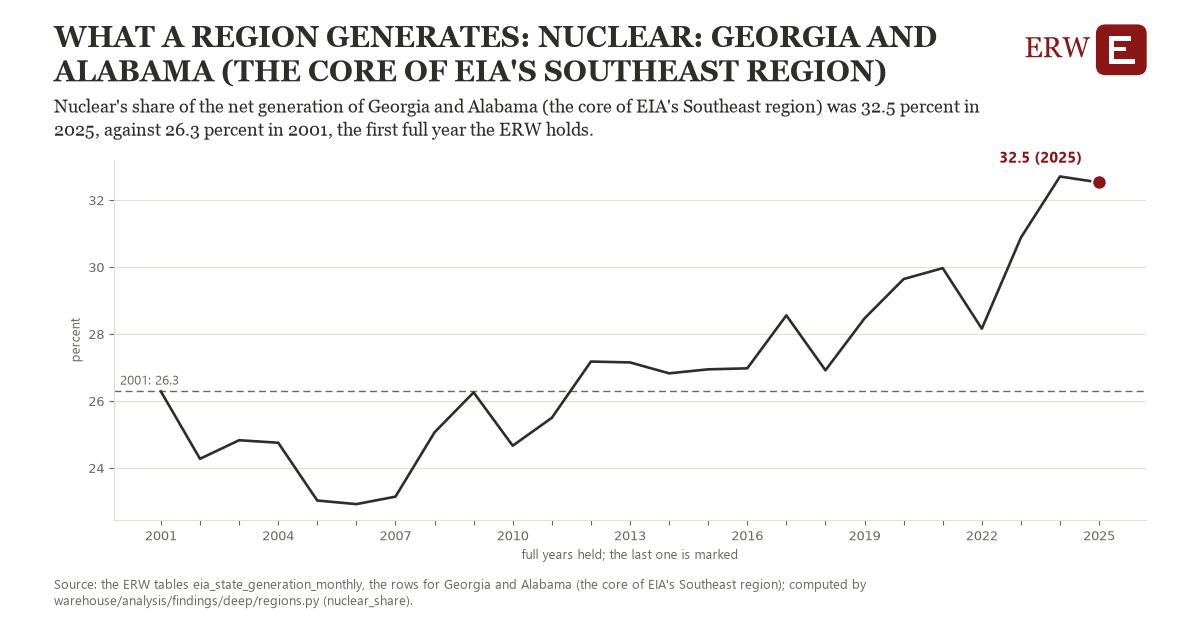 WHAT A REGION GENERATES: NUCLEAR: GEORGIA AND
ALABAMA (THE CORE OF EIA'S SOUTHEAST REGION)
ERW E
Nuclear's share of the net generation of Georgia and Alabama (the core of EIA's Southeast region) was 32.5 percent in
2025, against 26.3 percent in 2001, the first full year the ERW holds.
32.5 (2025)
32
30
28
26
24
percent
2001: 26.3
2001 2004 2007 2010 2013 2016 2019 2022 2025
full years held; the last one is marked
Source: the ERW tables eia_state_generation_monthly, the rows for Georgia and Alabama (the core of EIA's Southeast region); computed by
warehouse/analysis/findings/deep/regions.py (nuclear_share).